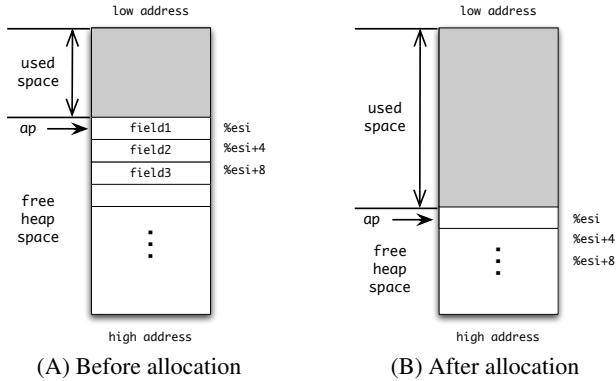 low address
used
space
ap
field1
%esi
field2
%esi+4
field3
%esi+8
free
heap
space
high address
(A) Before allocation
low address
used
space
ap
%esi
%esi+4
%esi+8
free
heap
space
high address
(B) After allocation